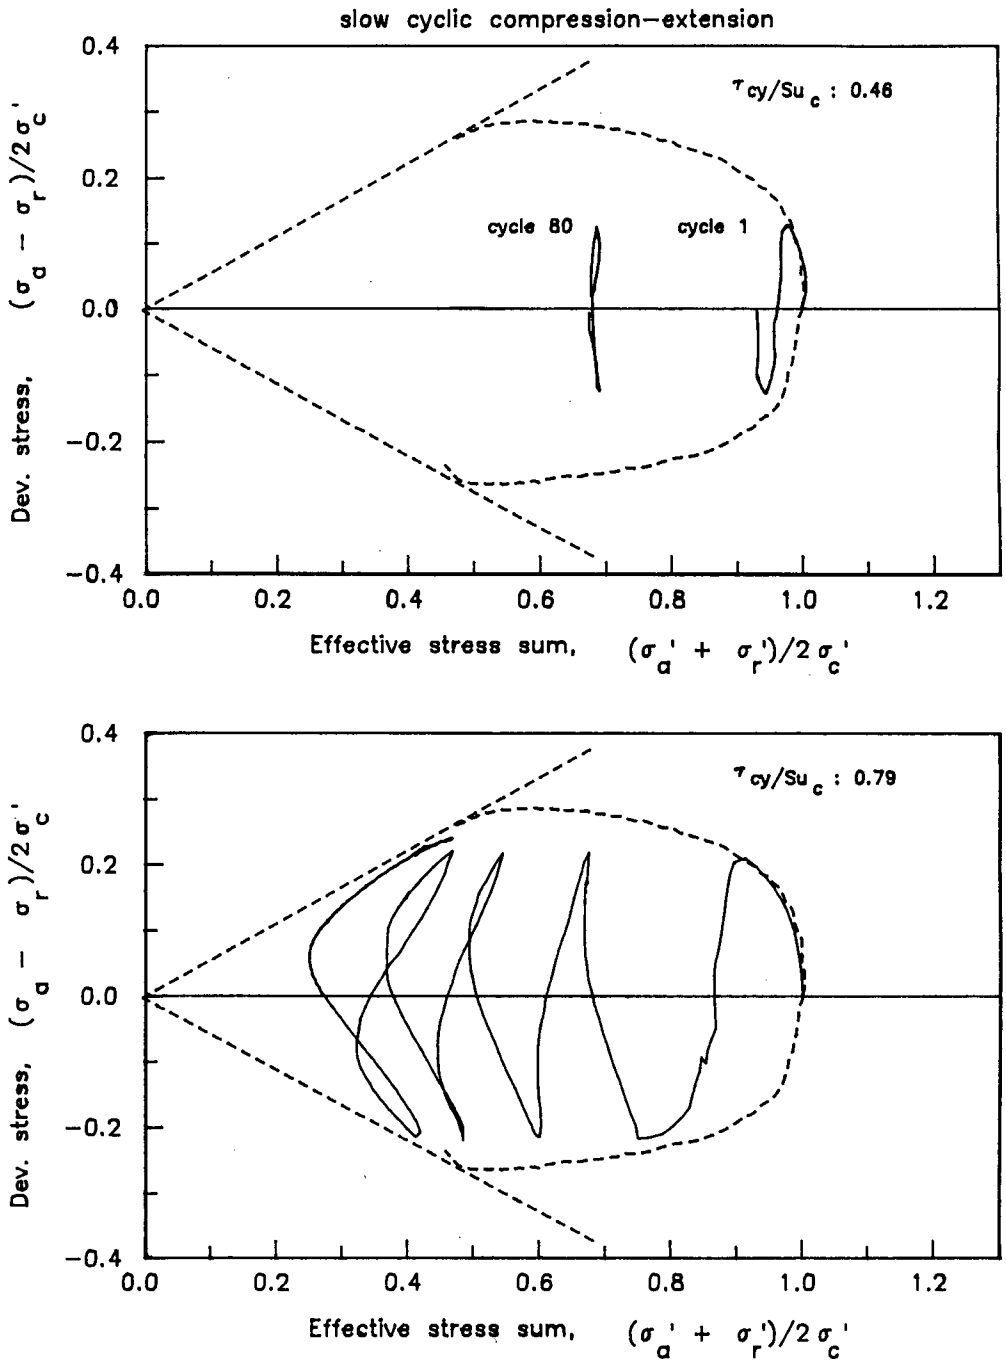 slow cyclic compression—extension
0.4
0.2
0.0
−0.2
−0.4
Dev. stress, (σa − σr)/2σc'
τcy/Suc : 0.46
cycle 80
cycle 1
0.0 0.2 0.4 0.6 0.8 1.0 1.2
Effective stress sum, (σa' + σr')/2σc'
0.4
0.2
0.0
−0.2
−0.4
Dev. stress, (σa − σr)/2σc'
τcy/Suc : 0.79
0.0 0.2 0.4 0.6 0.8 1.0 1.2
Effective stress sum, (σa' + σr')/2σc'